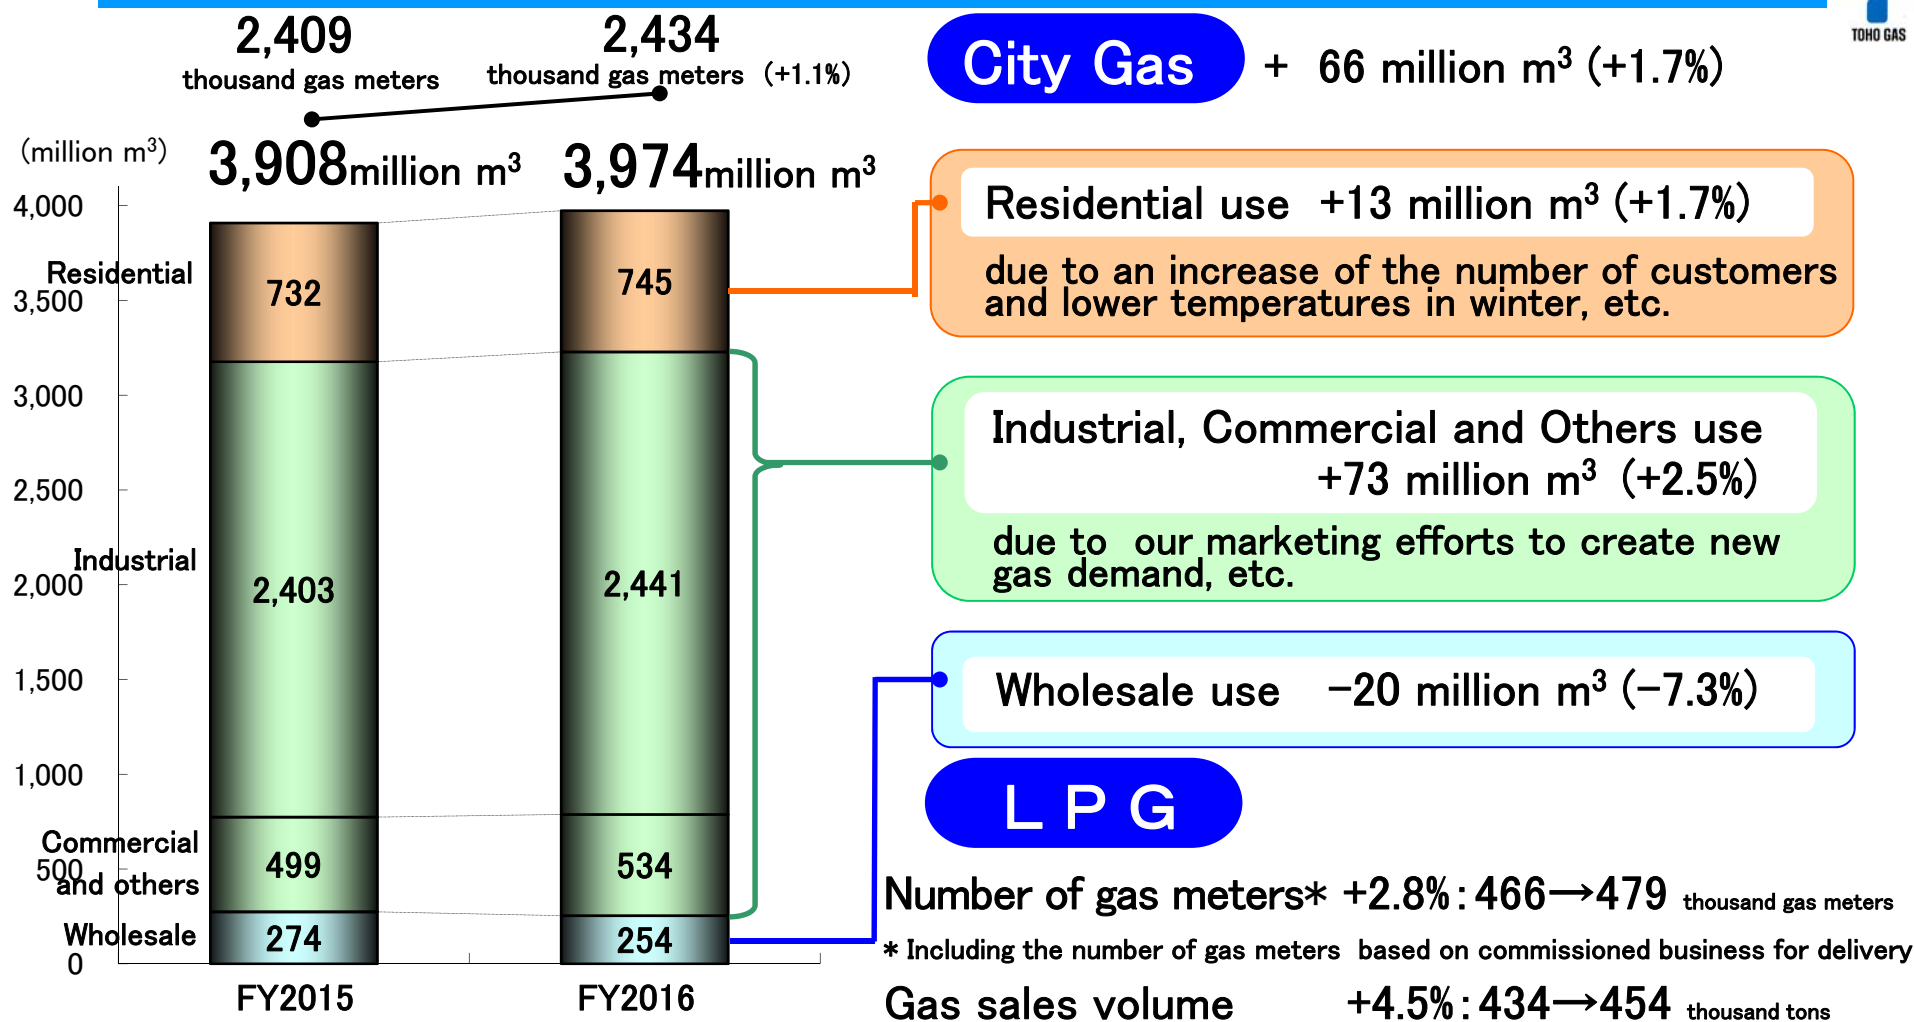 TOHO GAS
2,409
thousand gas meters
2,434
thousand gas meters (+1.1%)
(million m³)
3,908million m³
3,974million m³
4,000
3,500
3,000
2,500
2,000
1,500
1,000
500
0
Residential
Industrial
Commercial
and others
Wholesale
732
2,403
499
274
745
2,441
534
254
FY2015
FY2016
City Gas + 66 million m³ (+1.7%)
Residential use +13 million m³ (+1.7%)
due to an increase of the number of customers
and lower temperatures in winter, etc.
Industrial, Commercial and Others use
+73 million m³ (+2.5%)
due to our marketing efforts to create new
gas demand, etc.
Wholesale use −20 million m³ (−7.3%)
LPG
Number of gas meters* +2.8%:466→479 thousand gas meters
* Including the number of gas meters based on commissioned business for delivery
Gas sales volume +4.5%:434→454 thousand tons